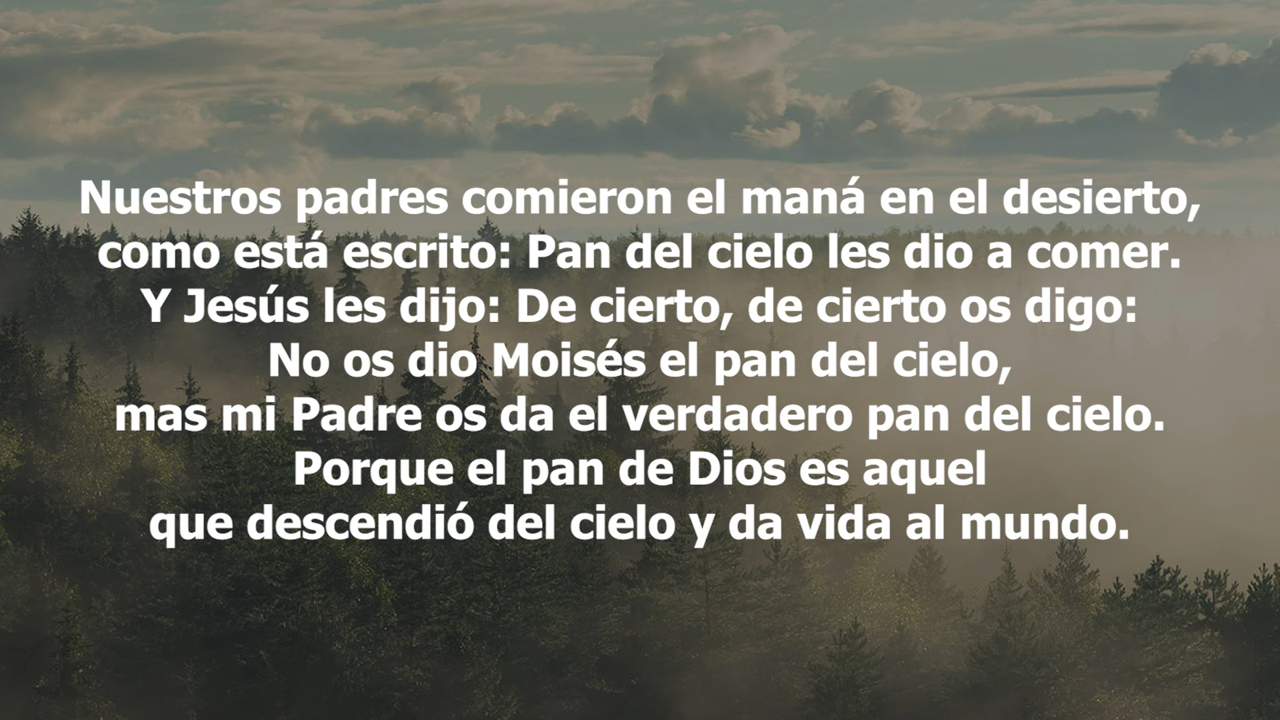 Nuestros padres comieron el maná en el desierto,
como está escrito: Pan del cielo les dio a comer.
Y Jesús les dijo: De cierto, de cierto os digo:
No os dio Moisés el pan del cielo,
mas mi Padre os da el verdadero pan del cielo.
Porque el pan de Dios es aquel
que descendió del cielo y da vida al mundo.